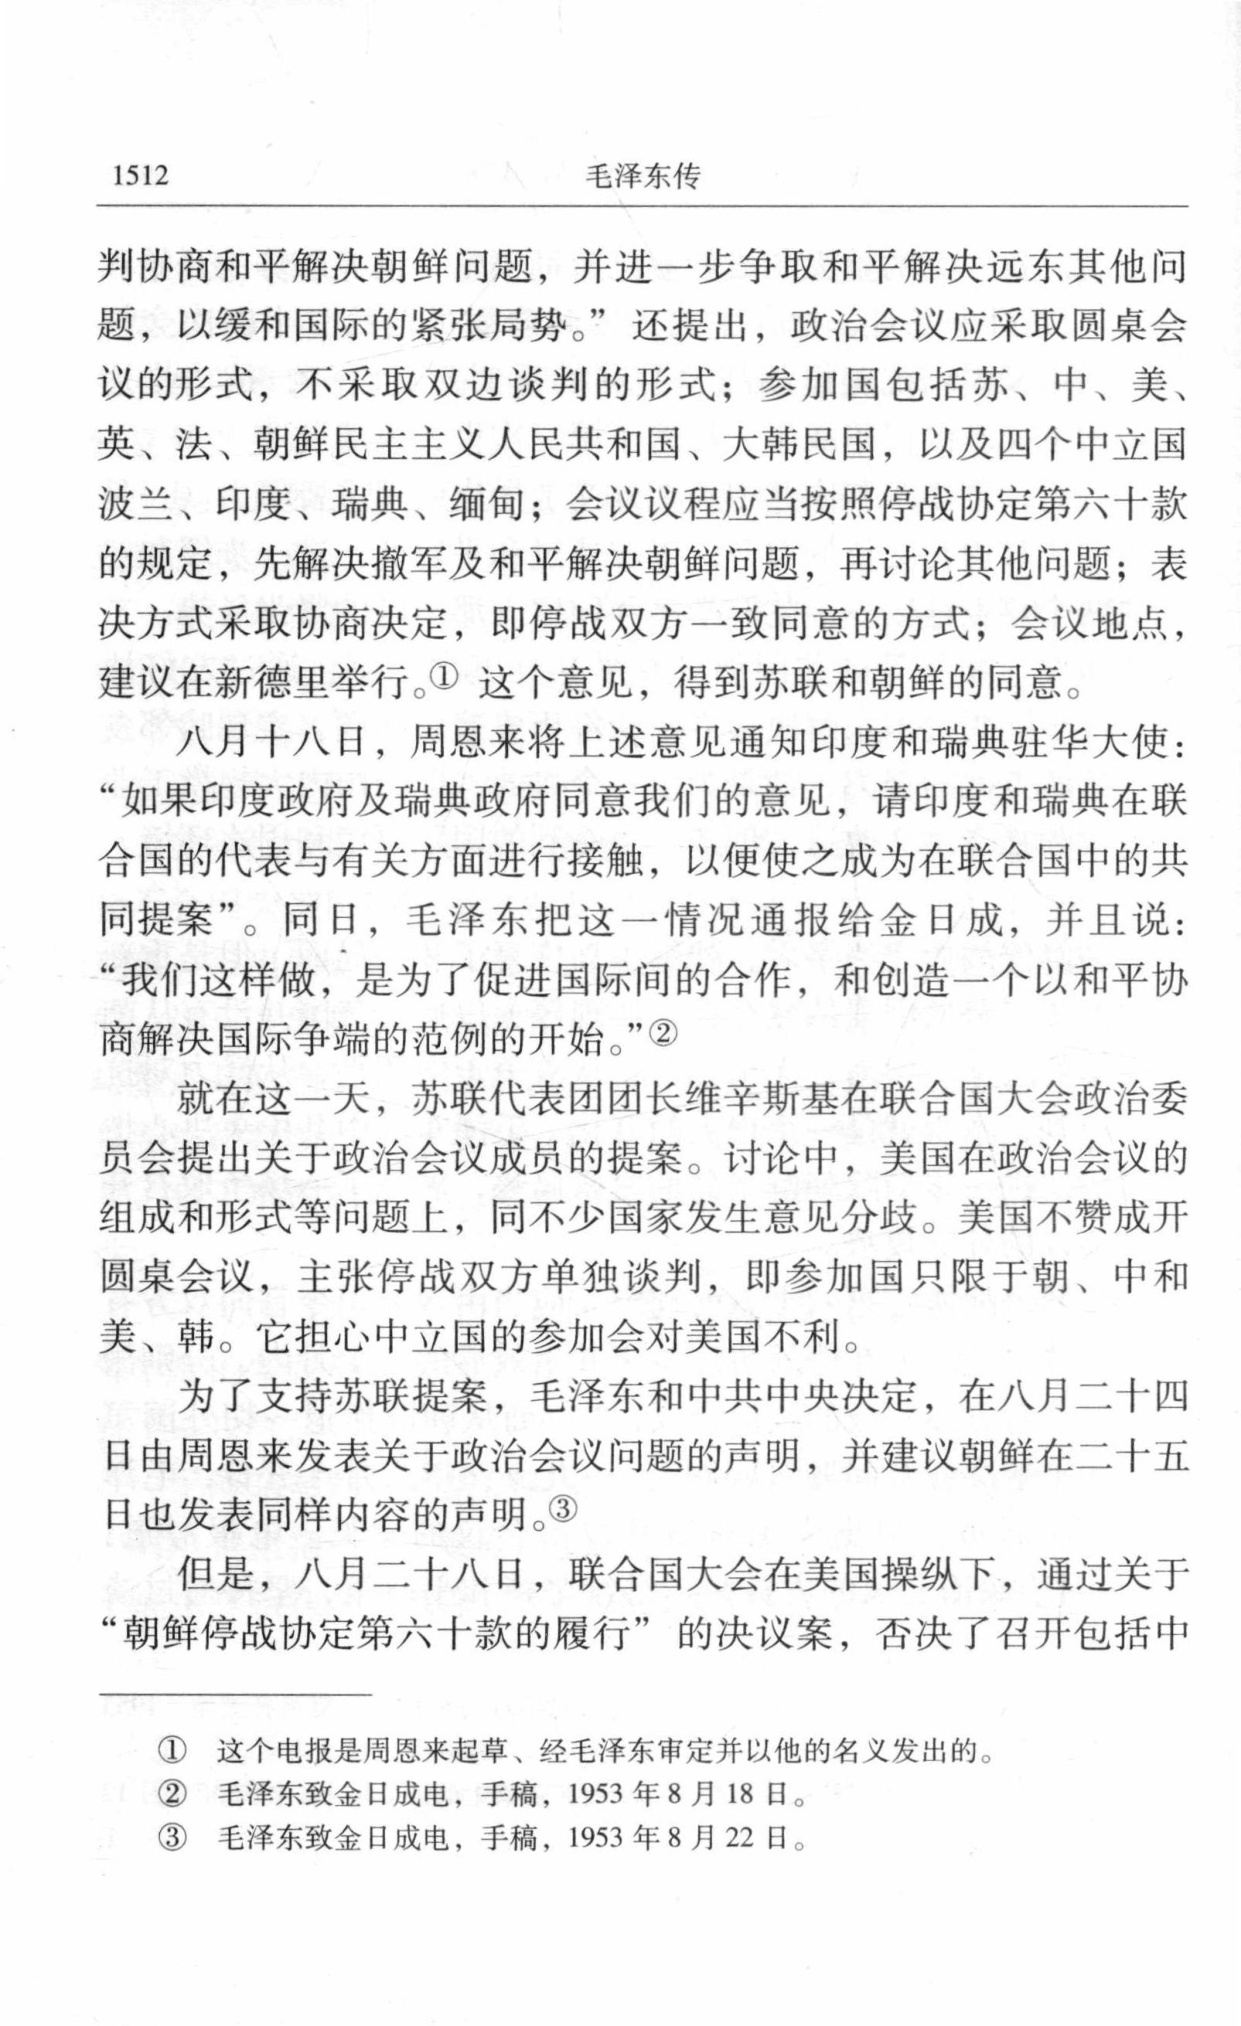 1512 毛泽东传
判协商和平解决朝鲜问题，并进一步争取和平解决远东其他问
题，以缓和国际的紧张局势。”还提出，政治会议应采取圆桌会
议的形式，不采取双边谈判的形式；参加国包括苏、中、美、
英、法、朝鲜民主主义人民共和国、大韩民国，以及四个中立国
波兰、印度、瑞典、缅甸；会议议程应当按照停战协定第六十款
的规定，先解决撤军及和平解决朝鲜问题，再讨论其他问题；表
决方式采取协商决定，即停战双方一致同意的方式；会议地点，
建议在新德里举行。① 这个意见，得到苏联和朝鲜的同意。
八月十八日，周恩来将上述意见通知印度和瑞典驻华大使：
“如果印度政府及瑞典政府同意我们的意见，请印度和瑞典在联
合国的代表与有关方面进行接触，以便使之成为在联合国中的共
同提案”。同日，毛泽东把这一情况通报给金日成，并且说：
“我们这样做，是为了促进国际间的合作，和创造一个以和平协
商解决国际争端的范例的开始。”②
就在这一天，苏联代表团团长维辛斯基在联合国大会政治委
员会提出关于政治会议成员的提案。讨论中，美国在政治会议的
组成和形式等问题上，同不少国家发生意见分歧。美国不赞成开
圆桌会议，主张停战双方单独谈判，即参加国只限于朝、中和
美、韩。它担心中立国的参加会对美国不利。
为了支持苏联提案，毛泽东和中共中央决定，在八月二十四
日由周恩来发表关于政治会议问题的声明，并建议朝鲜在二十五
日也发表同样内容的声明。③
但是，八月二十八日，联合国大会在美国操纵下，通过关于
“朝鲜停战协定第六十款的履行”的决议案，否决了召开包括中
① 这个电报是周恩来起草、经毛泽东审定并以他的名义发出的。
② 毛泽东致金日成电，手稿，1953 年 8 月 18 日。
③ 毛泽东致金日成电，手稿，1953 年 8 月 22 日。